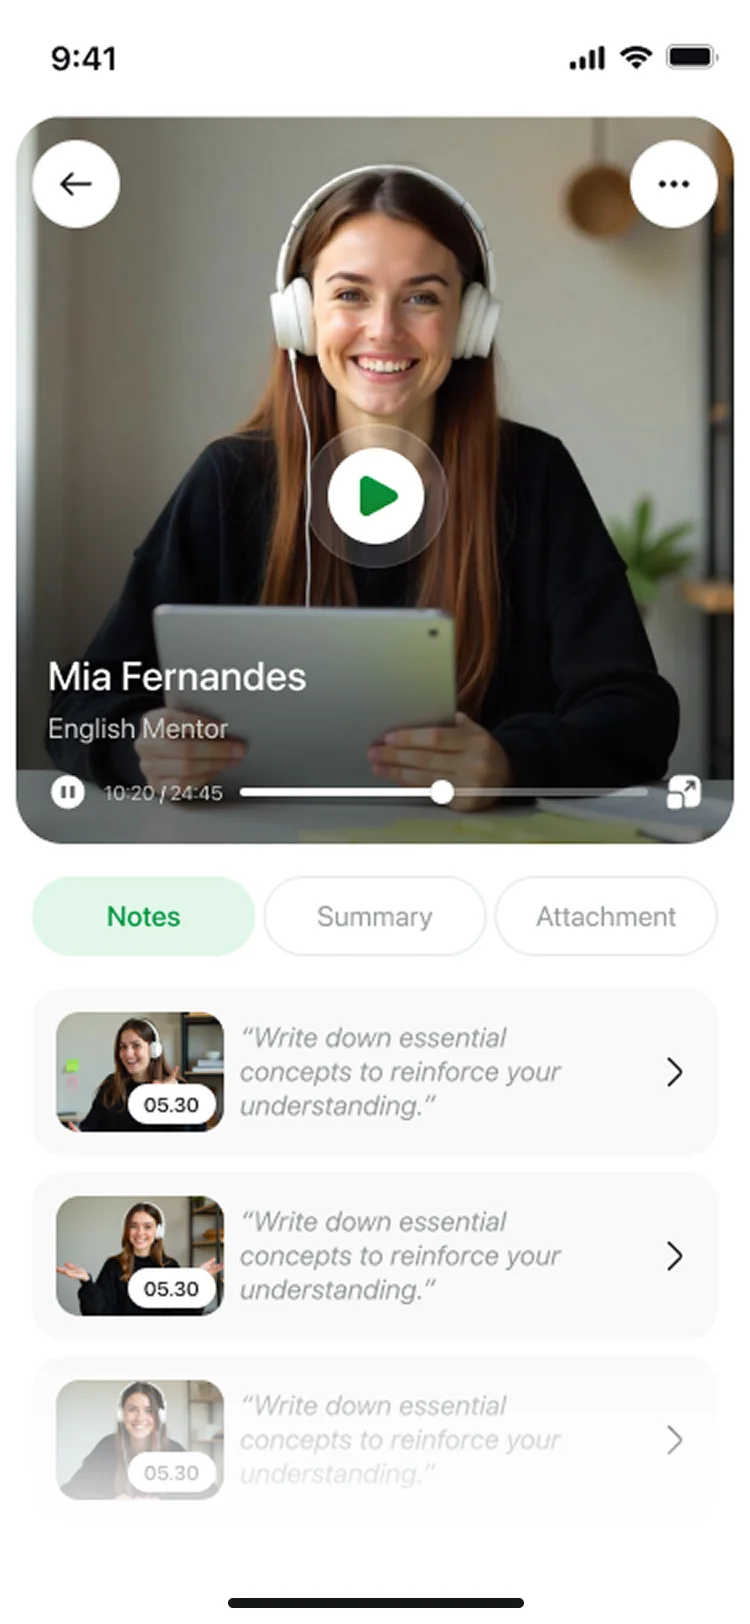 9:41
Mia Fernandes
English Mentor
10:20 / 24:45
Notes
Summary
Attachment
“Write down essential
concepts to reinforce your
understanding.”
05.30
“Write down essential
concepts to reinforce your
understanding.”
05.30
“Write down essential
concepts to reinforce your
understanding.”
05.30